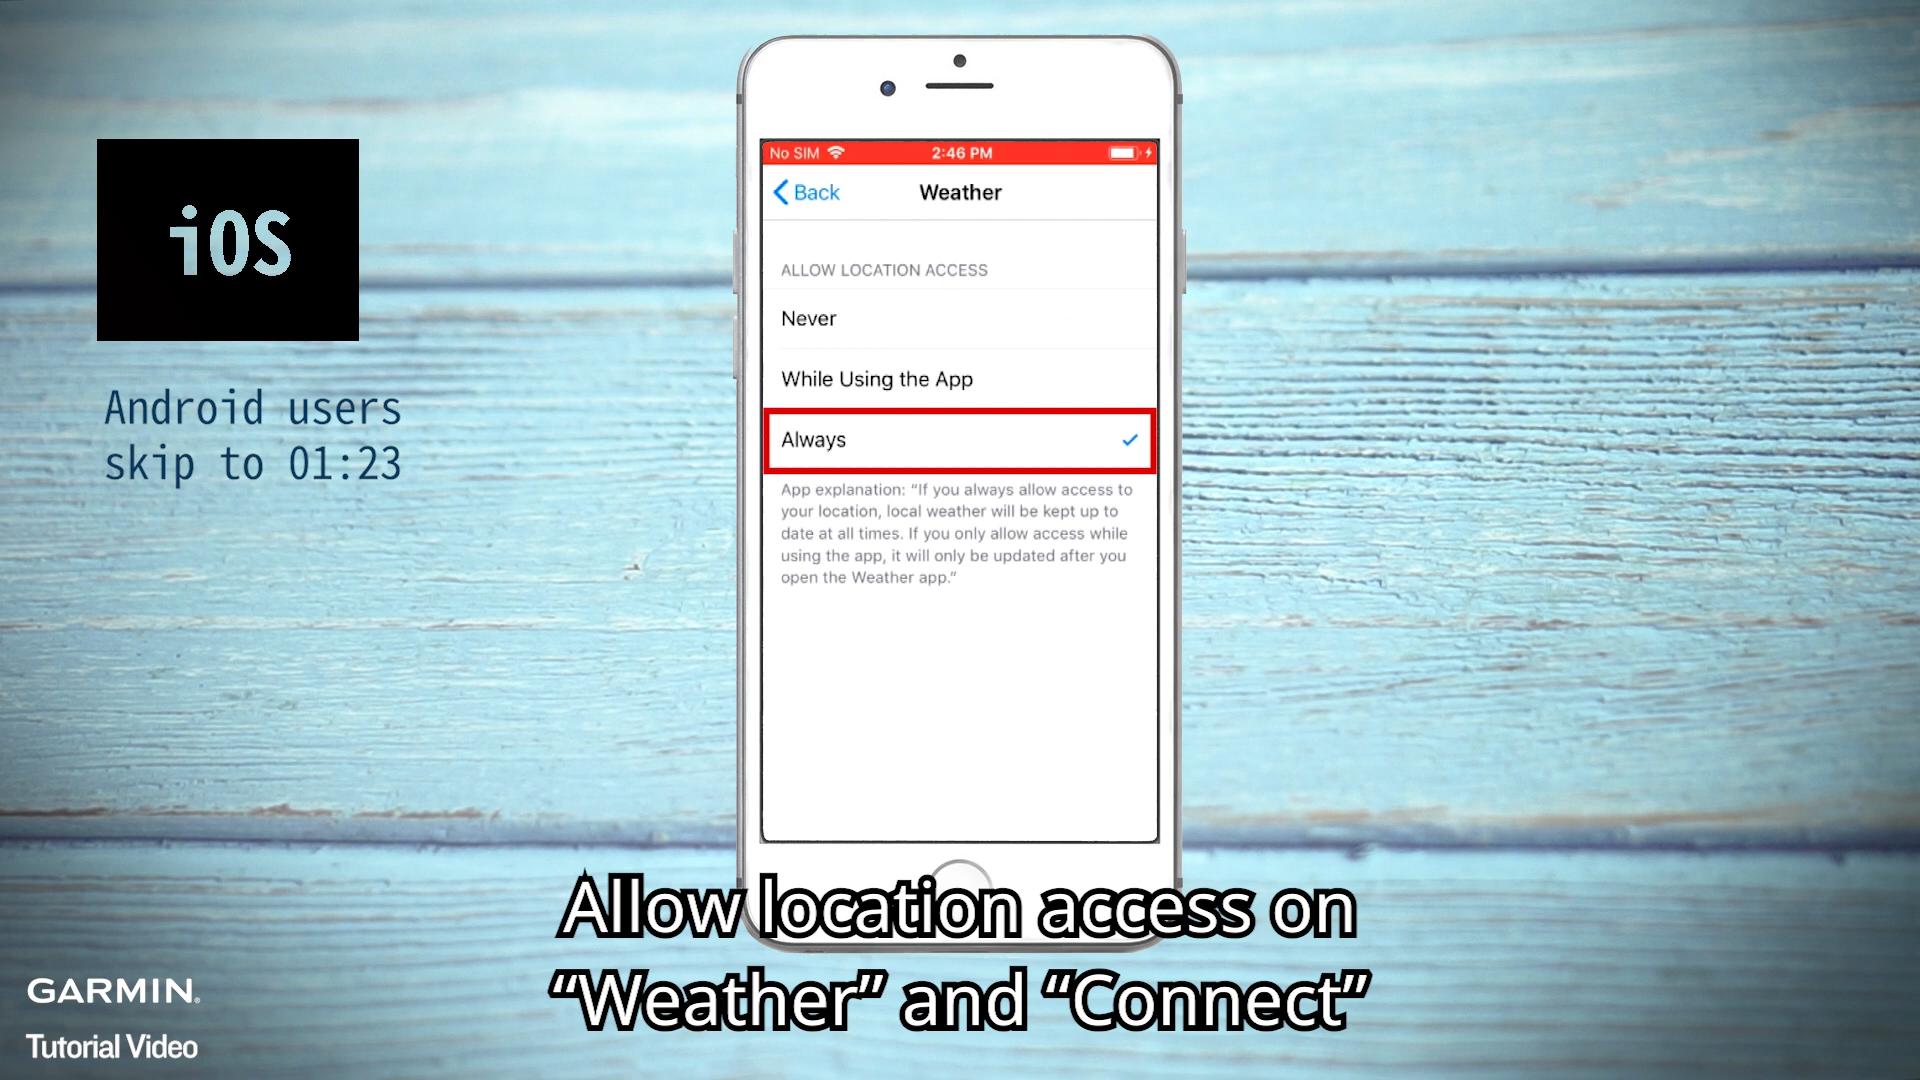 iOS
Android users
skip to 01:23
No SIM
2:46 PM
Back
Weather
ALLOW LOCATION ACCESS
Never
While Using the App
Always
App explanation: “If you always allow access to
your location, local weather will be kept up to
date at all times. If you only allow access while
using the app, it will only be updated after you
open the Weather app.”
Allow location access on
“Weather” and “Connect”
GARMIN.
Tutorial Video